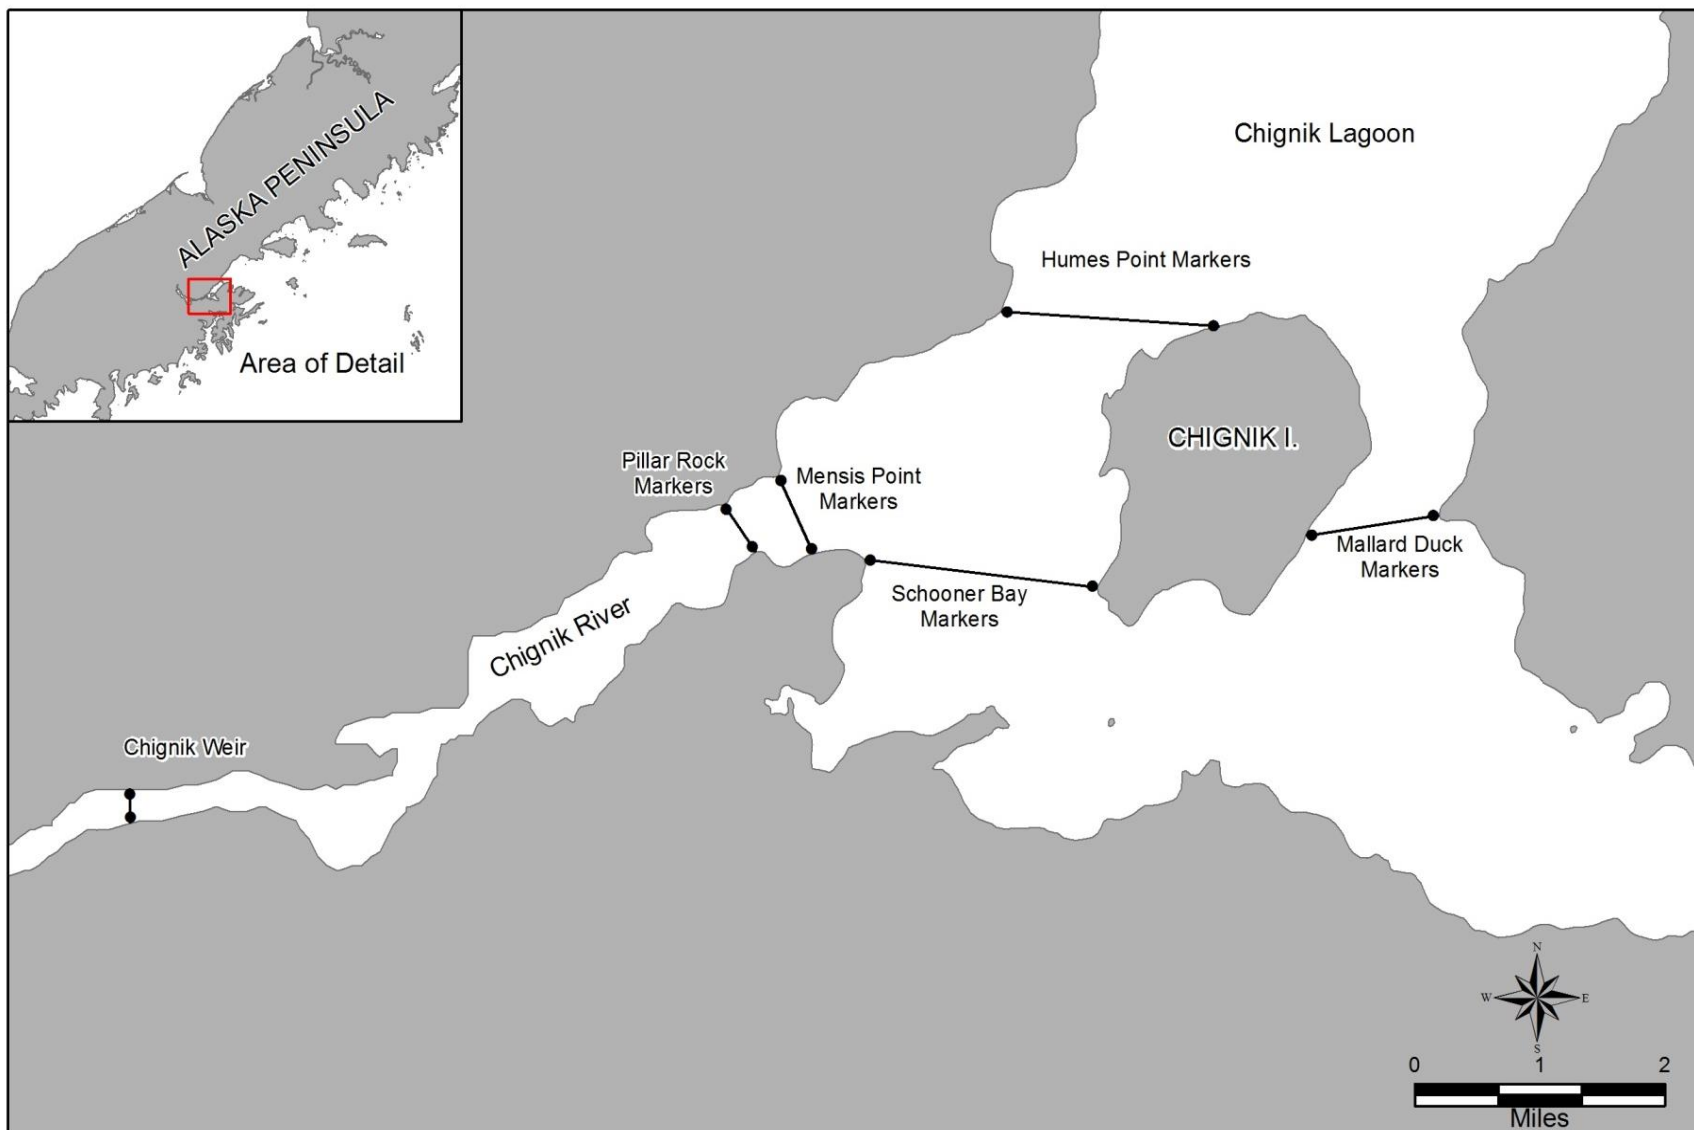 ALASKA PENINSULA
Area of Detail
Chignik Lagoon
Humes Point Markers
CHIGNIK I.
Pillar Rock
Markers
Mensis Point
Markers
Mallard Duck
Markers
Schooner Bay
Markers
Chignik River
Chignik Weir
N
W E
S
0 1 2
Miles